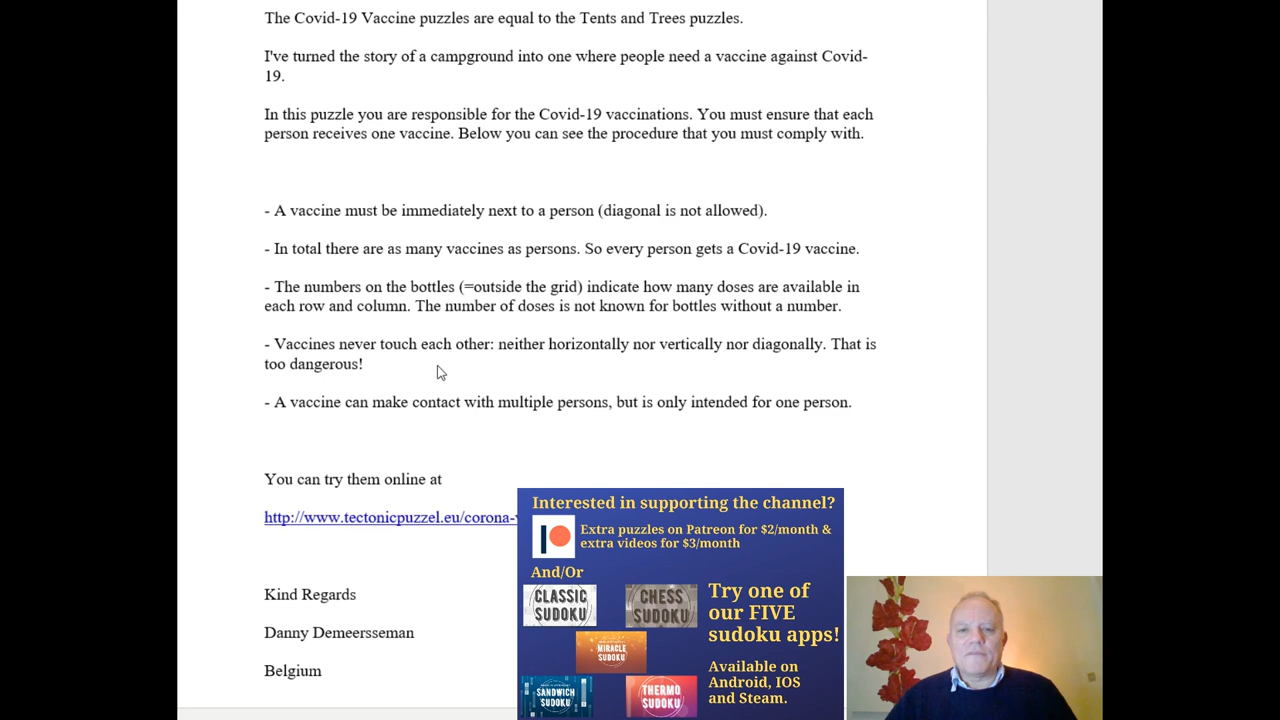 The Covid-19 Vaccine puzzles are equal to the Tents and Trees puzzles.
I've turned the story of a campground into one where people need a vaccine against Covid-
19.
In this puzzle you are responsible for the Covid-19 vaccinations. You must ensure that each
person receives one vaccine. Below you can see the procedure that you must comply with.
- A vaccine must be immediately next to a person (diagonal is not allowed).
- In total there are as many vaccines as persons. So every person gets a Covid-19 vaccine.
- The numbers on the bottles (=outside the grid) indicate how many doses are available in
each row and column. The number of doses is not known for bottles without a number.
- Vaccines never touch each other: neither horizontally nor vertically nor diagonally. That is
too dangerous!
- A vaccine can make contact with multiple persons, but is only intended for one person.
You can try them online at
http://www.tectonicpuzzel.eu/corona-
Kind Regards
Danny Demeersseman
Belgium
Interested in supporting the channel?
Extra puzzles on Patreon for $2/month &
extra videos for $3/month
And/Or
CLASSIC
SUDOKU
CHESS
SUDOKU
MIRACLE
SUDOKU
SANDWICH
SUDOKU
THERMO
SUDOKU
Try one of
our FIVE
sudoku apps!
Available on
Android, IOS
and Steam.